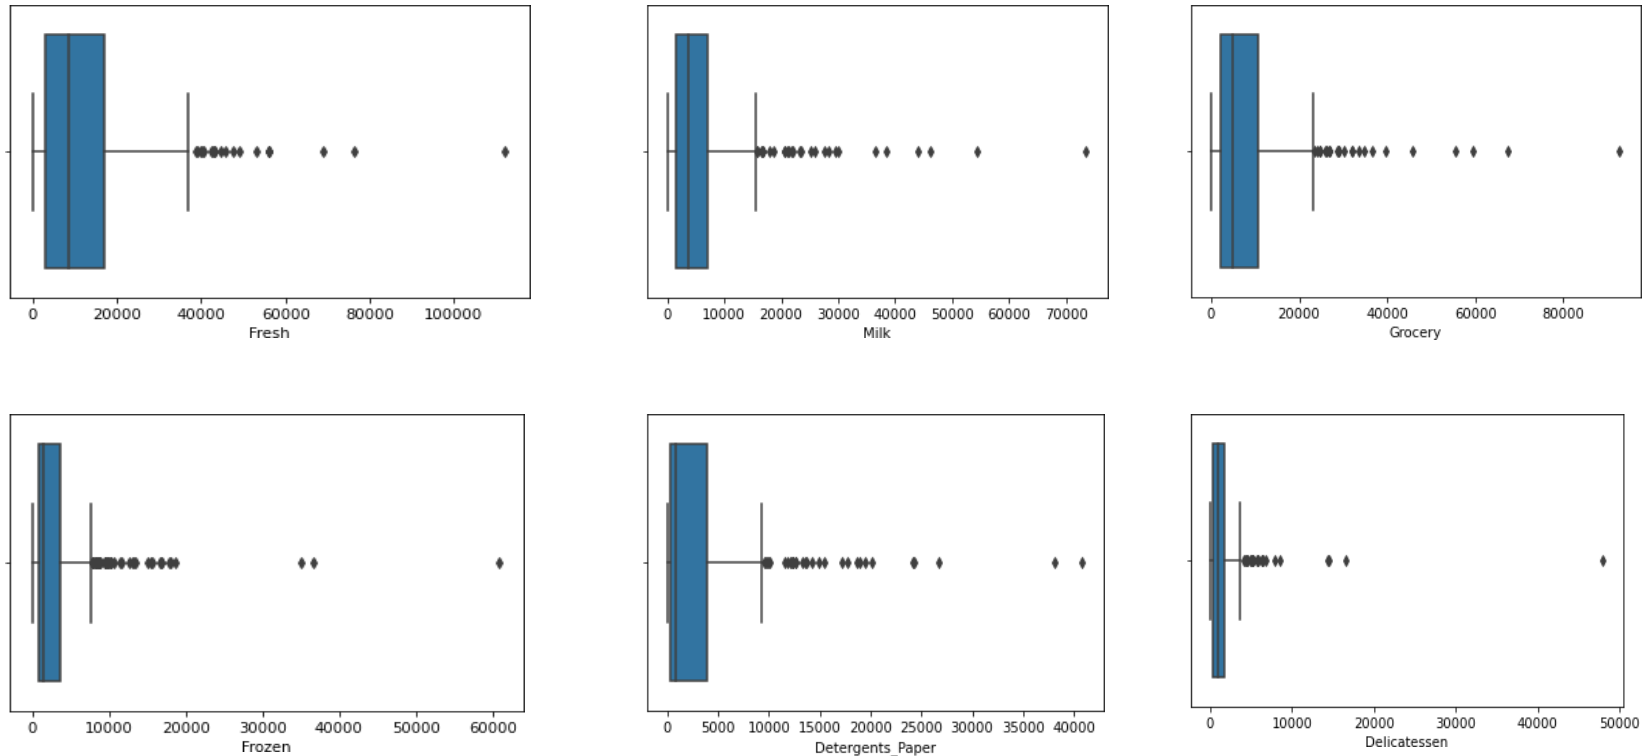 0 20000 40000 60000 80000 100000
Fresh
0 10000 20000 30000 40000 50000 60000 70000
Milk
0 20000 40000 60000 80000
Grocery
0 10000 20000 30000 40000 50000 60000
Frozen
0 5000 10000 15000 20000 25000 30000 35000 40000
Detergents_Paper
0 10000 20000 30000 40000 50000
Delicatessen